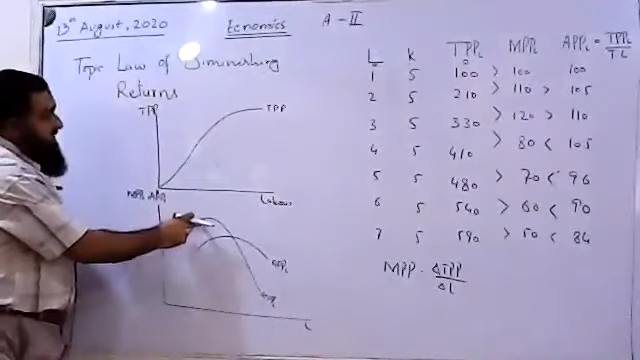 13th August, 2020 Economics A - II
Topic Law of Diminishing
Returns
TPP
TPP
Labour
MPP APP
APPL
L
L K TPPL MPPL APPL = TPPL / TL
0
1 5 100 > 100 100
2 5 210 > 110 > 105
3 5 330 > 120 > 110
4 5 410 > 80 < 105
5 5 480 > 70 < 96
6 5 540 > 60 < 90
7 5 590 > 50 < 84
MPP = ΔTPP / ΔL